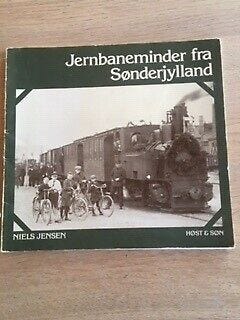 Jernbaneminder fra
Sønderjylland
NIELS JENSEN
HØST & SØN